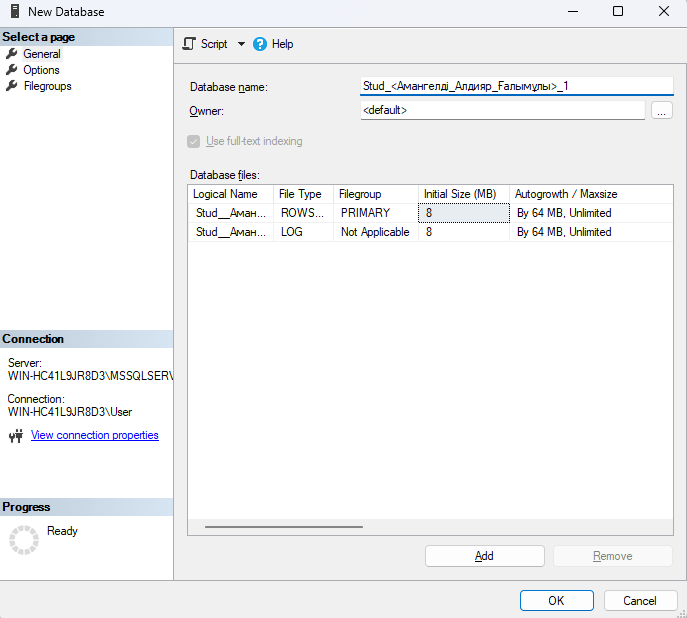 New Database
Select a page
General
Options
Filegroups
Script
Help
Database name: Stud_<Амангелді_Алдияр_Ғалымұлы>_1
Owner: <default> ...
Use full-text indexing
Database files:
Logical Name File Type Filegroup Initial Size (MB) Autogrowth / Maxsize
Stud__Аман... ROWS... PRIMARY 8 By 64 MB, Unlimited
Stud__Аман... LOG Not Applicable 8 By 64 MB, Unlimited
Connection
Server:
WIN-HC41L9JR8D3\MSSQLSERV
Connection:
WIN-HC41L9JR8D3\User
View connection properties
Progress
Ready
Add Remove
OK Cancel